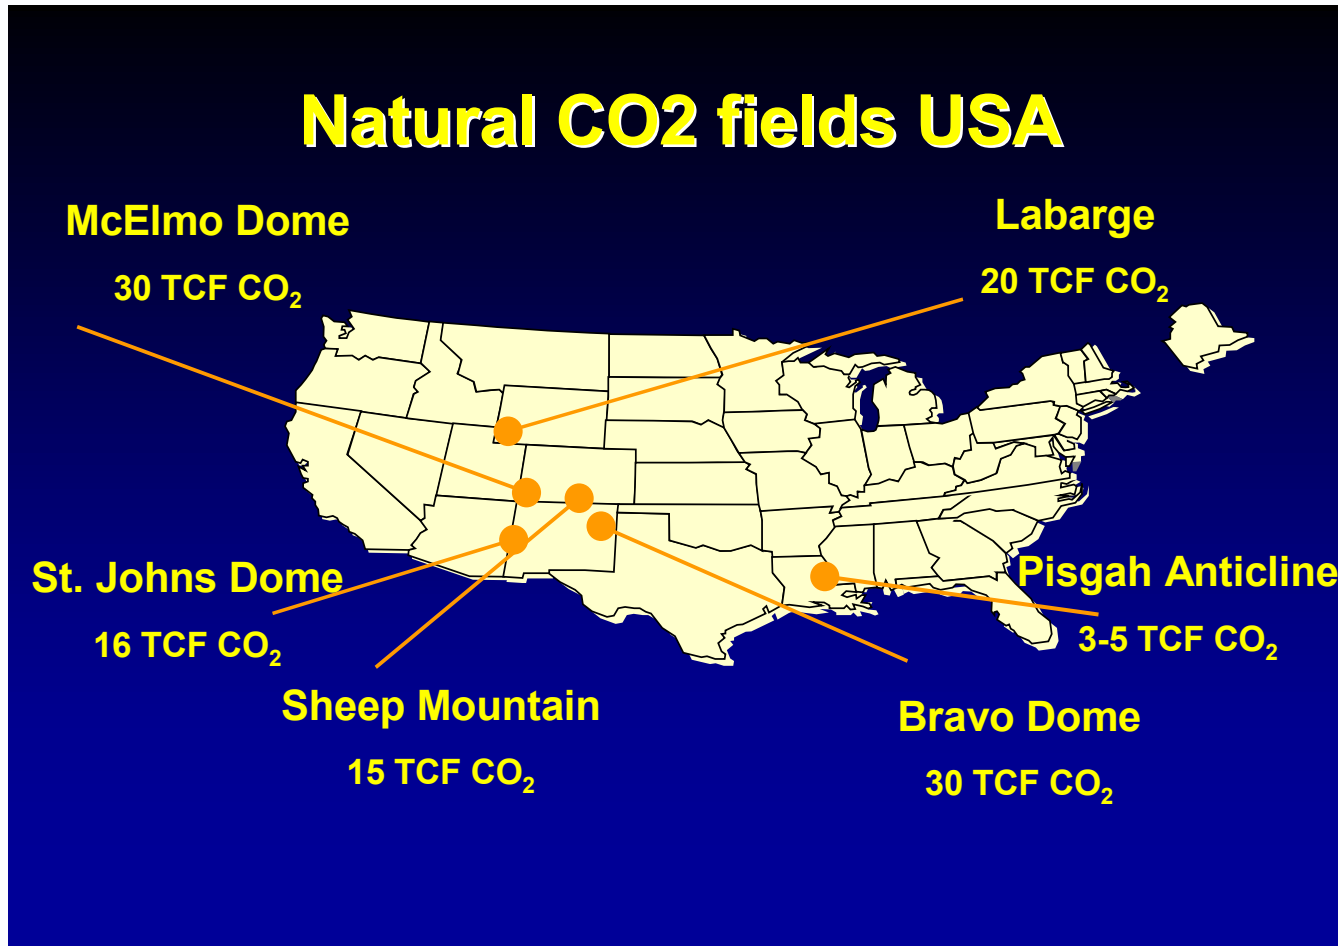 Natural CO2 fields USA
McElmo Dome
30 TCF CO₂
Labarge
20 TCF CO₂
St. Johns Dome
16 TCF CO₂
Pisgah Anticline
3-5 TCF CO₂
Sheep Mountain
15 TCF CO₂
Bravo Dome
30 TCF CO₂